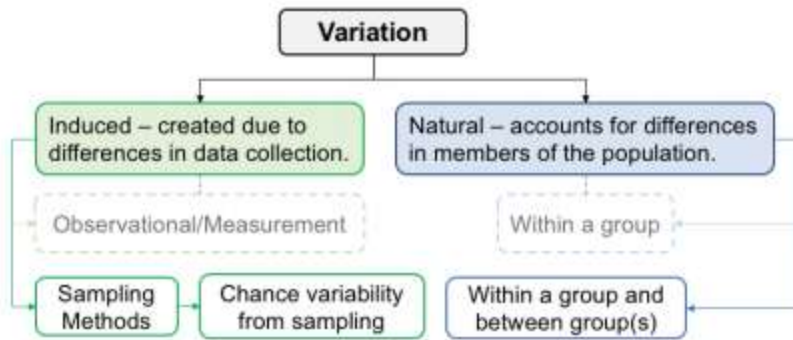 Variation
Induced – created due to
differences in data collection.
Natural – accounts for differences
in members of the population.
Observational/Measurement
Within a group
Sampling
Methods
Chance variability
from sampling
Within a group and
between group(s)